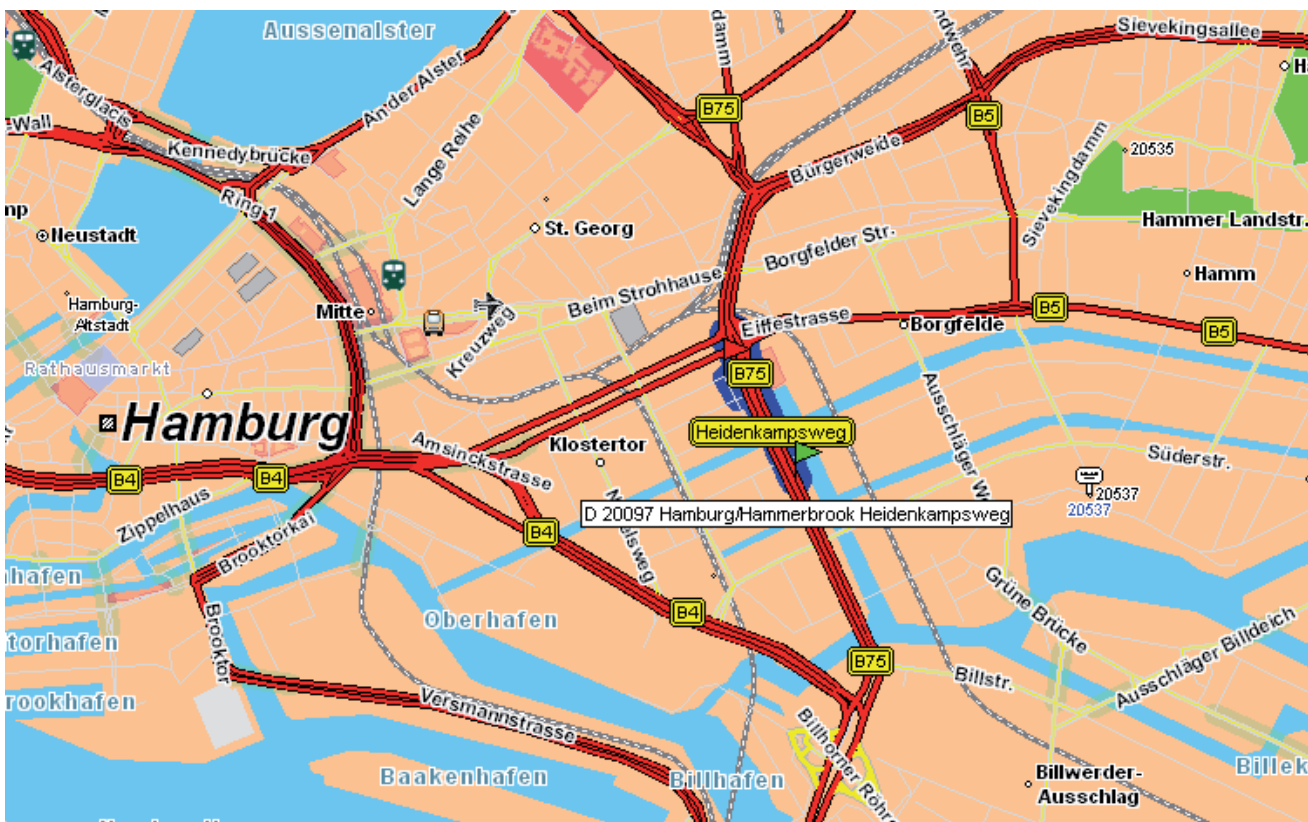 Aussenalster
Sievekingsallee
Alsterglacis
An der Alster
B75
B5
-Wall
Kennedybrücke
Lange Reihe
Bürgerweide
Sievekingdamm
20535
Ring 1
Neustadt
St. Georg
Borgfelder Str.
Hammer Landstr.
Hamm
Hamburg-
Altstadt
Mitte
Beim Strohhause
Kreuzweg
Eiffestrasse
Borgfelde
B5
B5
Rathausmarkt
B75
Hamburg
Amsinckstrasse
Klostertor
Heidenkampsweg
Ausschläger W
Süderstr.
B4
B4
Zippelhaus
D 20097 Hamburg/Hammerbrook Heidenkampsweg
20537
20537
B4
Brooktorkai
Grüne Brücke
Oberhafen
B4
Brooktor
B75
Billstr.
Ausschläger Billdeich
Versmannstrasse
Baakenhafen
Billhafen
Billhorner Röhre
Billwerder-
Ausschlag